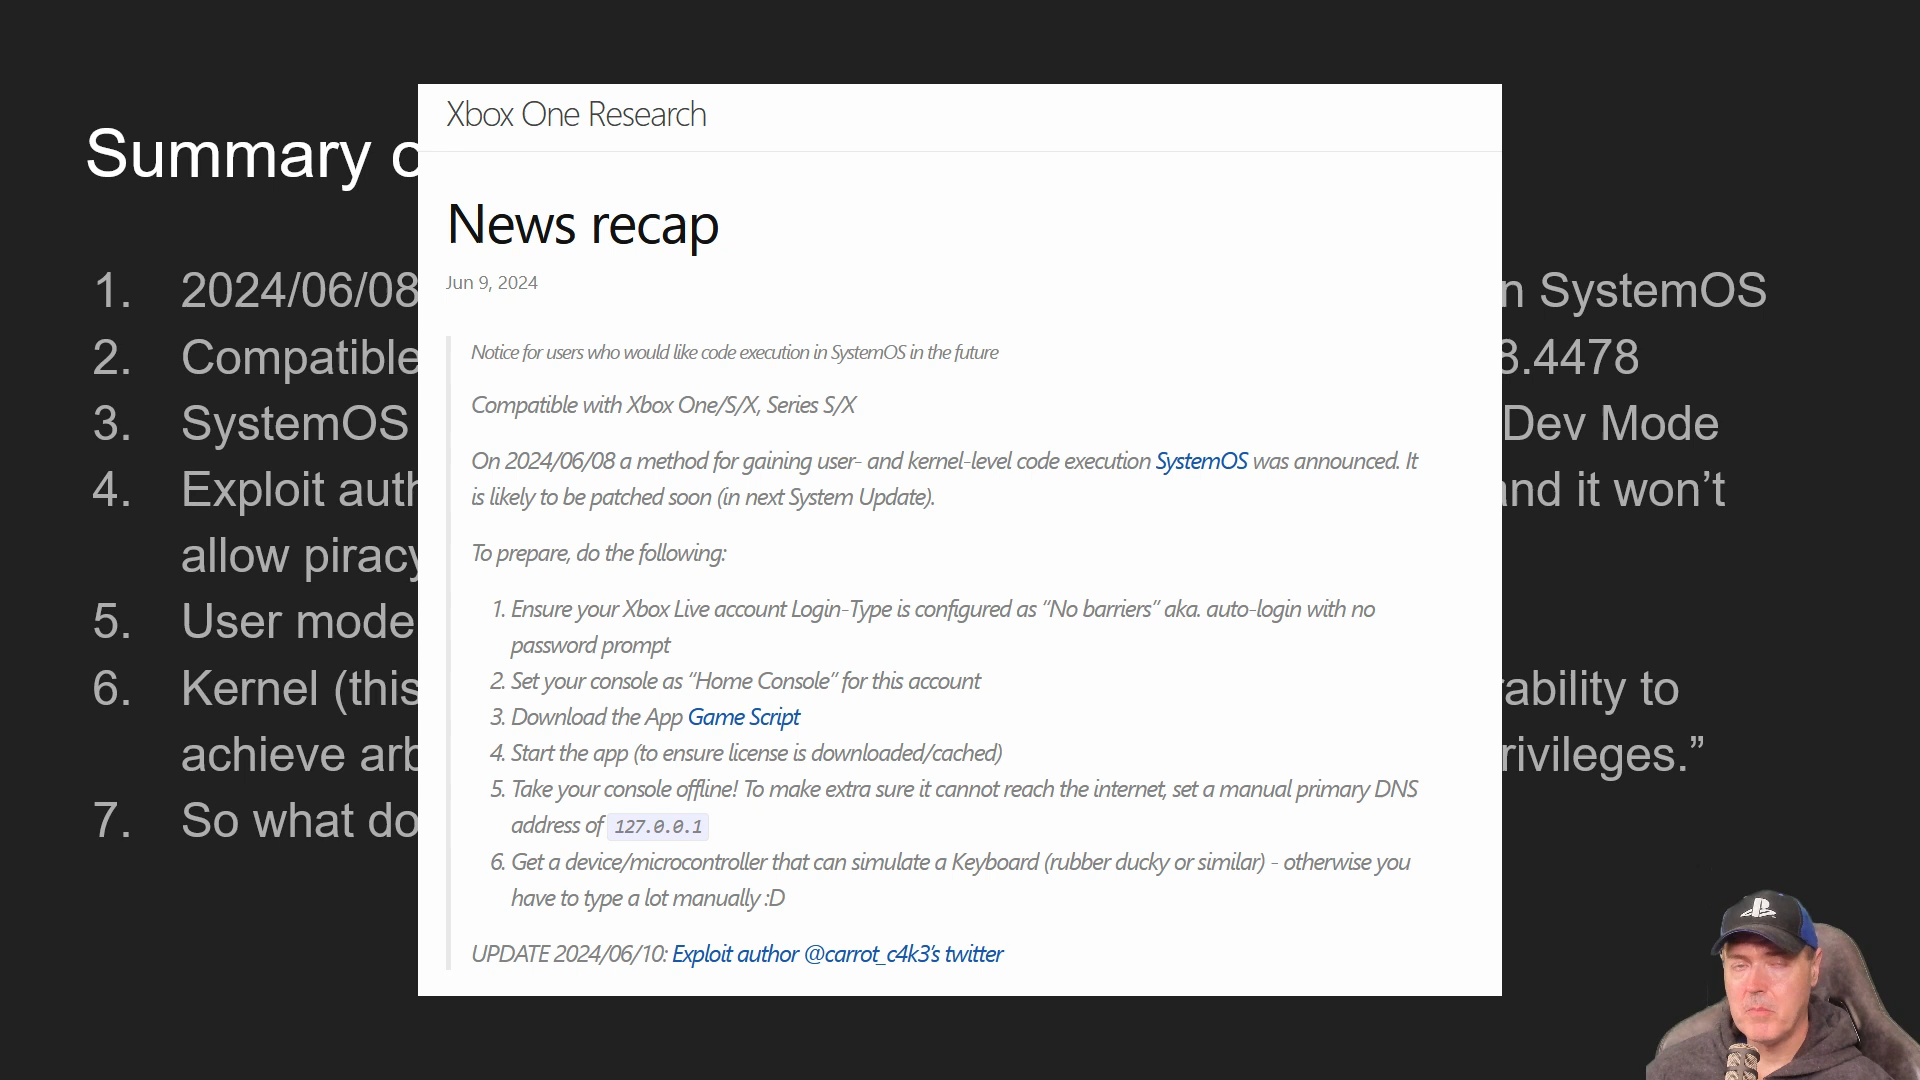 Summary
Xbox One Research
News recap
Jun 9, 2024
1. 2024/06/08
n SystemOS
Notice for users who would like code execution in SystemOS in the future
2. Compatible
8.4478
Compatible with Xbox One/S/X, Series S/X
3. SystemOS
Dev Mode
On 2024/06/08 a method for gaining user- and kernel-level code execution SystemOS was announced. It
is likely to be patched soon (in next System Update).
4. Exploit auth
and it won’t
allow piracy
To prepare, do the following:
5. User mode
1. Ensure your Xbox Live account Login-Type is configured as “No barriers” aka. auto-login with no
password prompt
6. Kernel (this
rability to
2. Set your console as “Home Console” for this account
3. Download the App Game Script
achieve arb
rivileges.”
4. Start the app (to ensure license is downloaded/cached)
7. So what do
5. Take your console offline! To make extra sure it cannot reach the internet, set a manual primary DNS
address of 127.0.0.1
6. Get a device/microcontroller that can simulate a Keyboard (rubber ducky or similar) - otherwise you
have to type a lot manually :D
UPDATE 2024/06/10: Exploit author @carrot_c4k3’s twitter